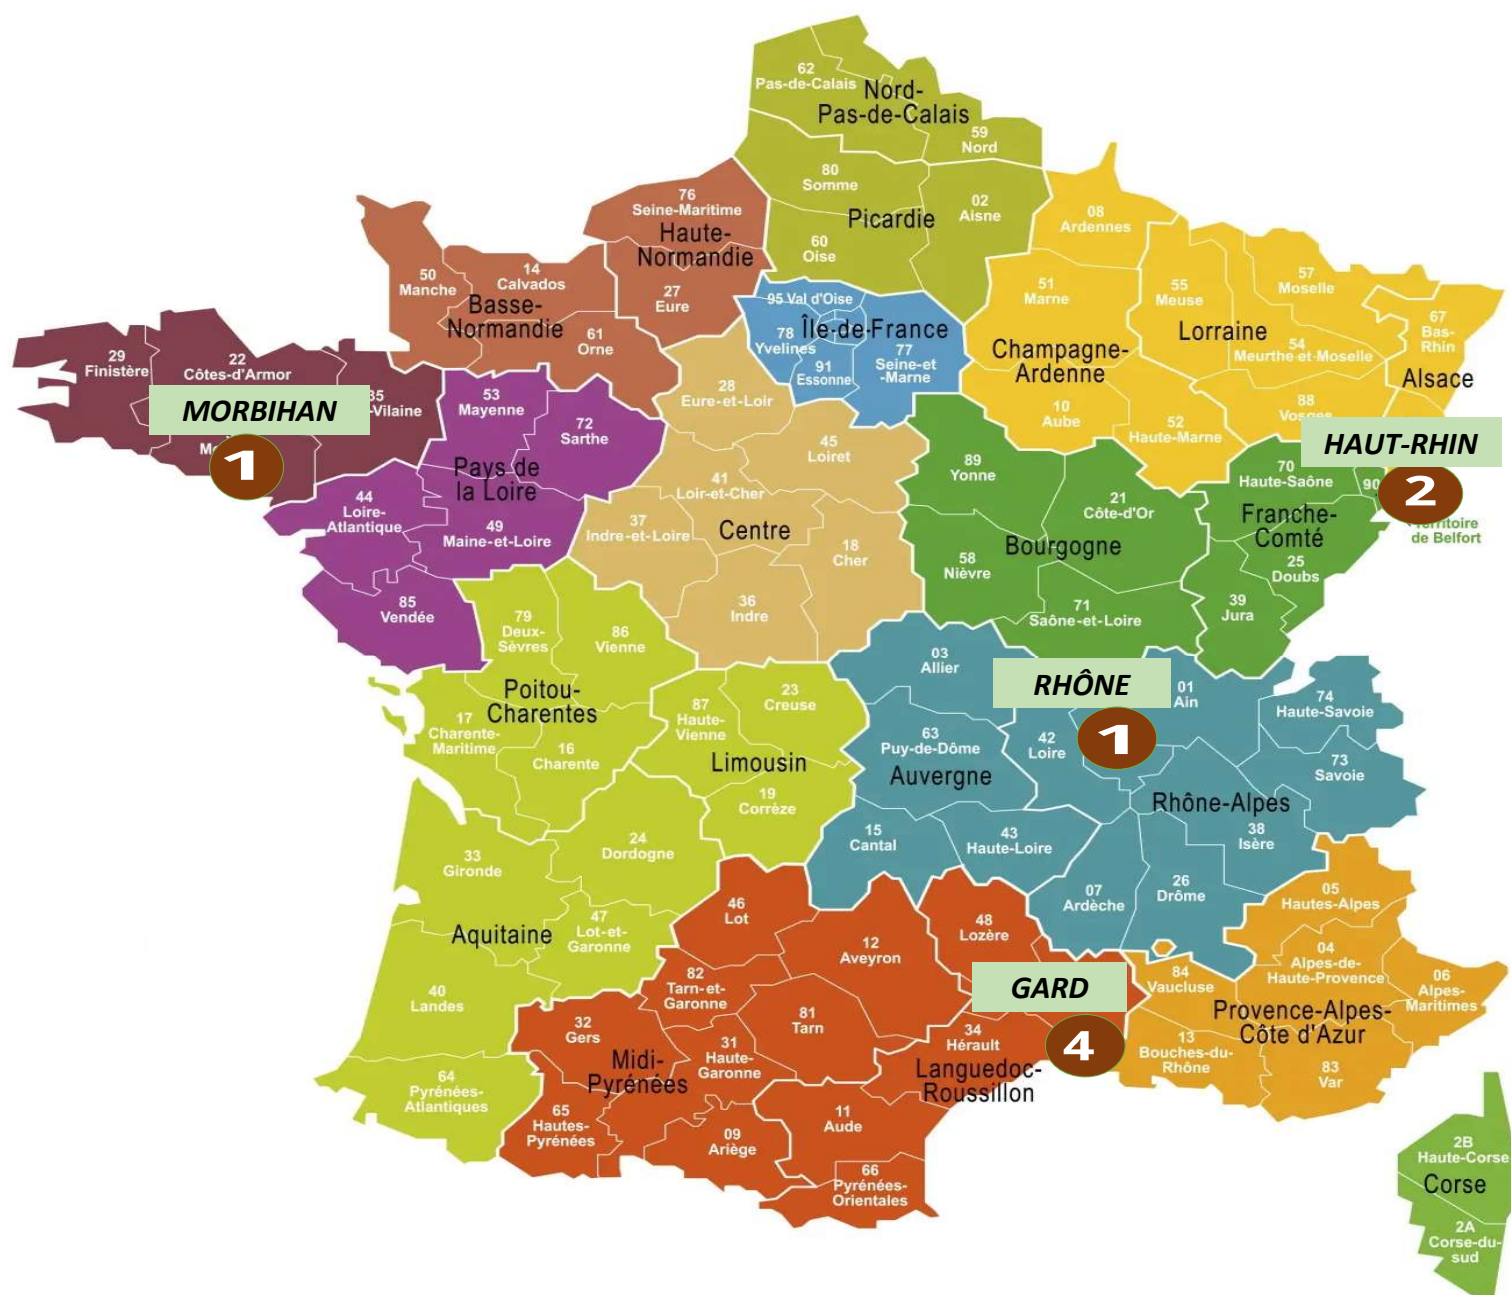 62
Pas-de-Calais
Nord-
Pas-de-Calais
59
Nord
80
Somme
02
Aisne
Picardie
60
Oise
76
Seine-Maritime
Haute-
Normandie
27
Eure
50
Manche
14
Calvados
Basse-
Normandie
61
Orne
08
Ardennes
51
Marne
Champagne-
Ardenne
10
Aube
52
Haute-Marne
55
Meuse
57
Moselle
Lorraine
54
Meurthe et Moselle
88
Vosges
67
Bas-
Rhin
Alsace
HAUT-RHIN
2
95 Val d'Oise
Île-de-France
78
Yvelines
91
Essonne
77
Seine-et
-Marne
29
Finistère
22
Côtes-d'Armor
35
-Vilaine
MORBIHAN
1
53
Mayenne
72
Sarthe
Pays de
la Loire
44
Loire-
Atlantique
49
Maine-et-Loire
85
Vendée
28
Eure-et-Loir
45
Loiret
41
Loir-et-Cher
37
Indre-et-Loire
Centre
18
Cher
36
Indre
89
Yonne
21
Côte-d'Or
Bourgogne
58
Nièvre
71
Saône-et-Loire
70
Haute-Saône
90
Territoire
de Belfort
Franche-
Comté
25
Doubs
39
Jura
79
Deux-
Sèvres
86
Vienne
Poitou-
Charentes
17
Charente-
Maritime
16
Charente
87
Haute-
Vienne
23
Creuse
Limousin
19
Corrèze
03
Allier
63
Puy-de-Dôme
Auvergne
15
Cantal
43
Haute-Loire
RHÔNE
1
01
Ain
42
Loire
74
Haute-Savoie
73
Savoie
Rhône-Alpes
38
Isère
07
Ardèche
26
Drôme
33
Gironde
24
Dordogne
47
Lot-et-
Garonne
Aquitaine
40
Landes
64
Pyrénées-
Atlantiques
46
Lot
12
Aveyron
82
Tarn-et-
Garonne
81
Tarn
32
Gers
31
Haute-
Garonne
Midi-
Pyrénées
65
Hautes-
Pyrénées
09
Ariège
48
Lozère
GARD
4
34
Hérault
Languedoc-
Roussillon
11
Aude
66
Pyrénées-
Orientales
05
Hautes-Alpes
04
Alpes-de-
Haute-Provence
06
Alpes-
Maritimes
84
Vaucluse
Provence-Alpes-
Côte d'Azur
13
Bouches-du-
Rhône
83
Var
2B
Haute-Corse
Corse
2A
Corse-du-
sud